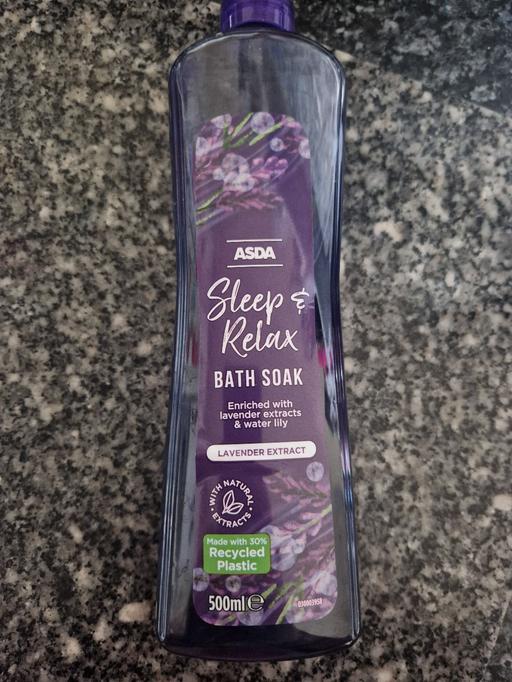 ASDA
Sleep &
Relax
BATH SOAK
Enriched with
lavender extracts
& water lily
LAVENDER EXTRACT
WITH NATURAL
EXTRACTS
Made with 30%
Recycled
Plastic
500ml e